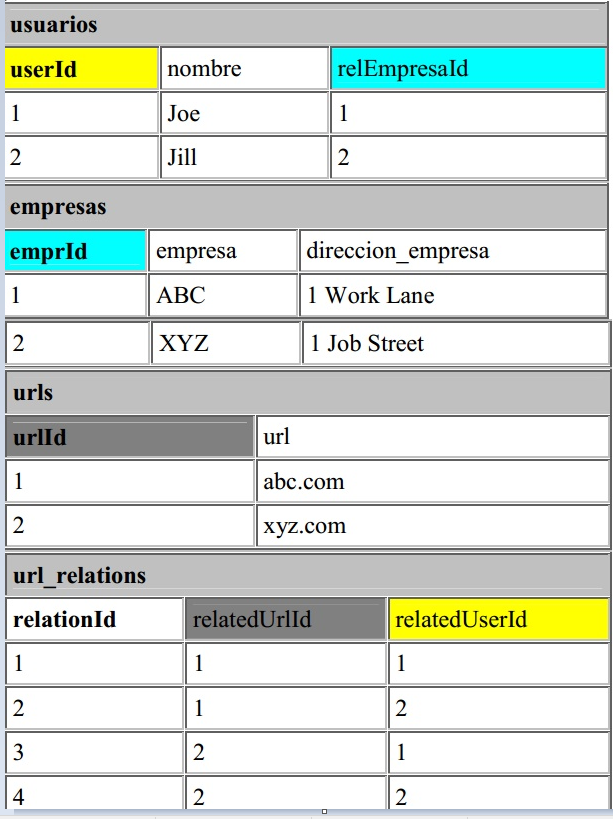 usuarios
userId nombre relEmpresaId
1 Joe 1
2 Jill 2
empresas
emprId empresa direccion_empresa
1 ABC 1 Work Lane
2 XYZ 1 Job Street
urls
urlId url
1 abc.com
2 xyz.com
url_relations
relationId relatedUrlId relatedUserId
1 1 1
2 1 2
3 2 1
4 2 2